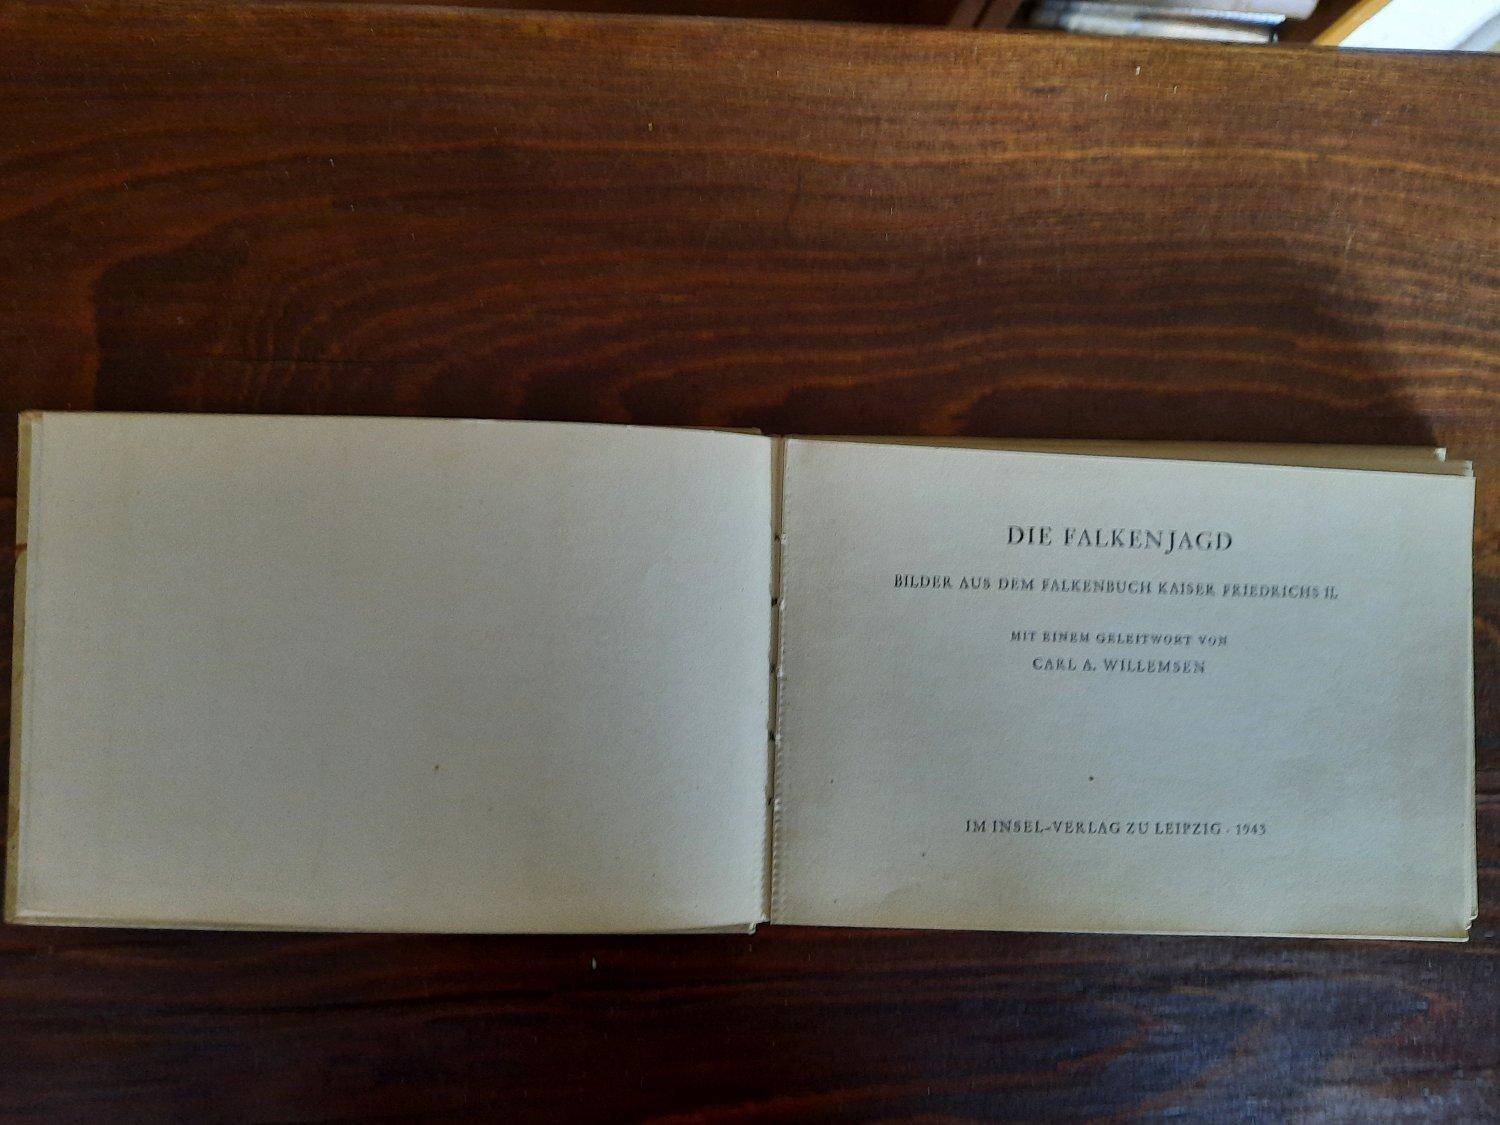 DIE FALKENJAGD
BILDER AUS DEM FALKENBUCH KAISER FRIEDRICHS II.
MIT EINEM GELEITWORT VON
CARL A. WILLEMSEN
IM INSEL-VERLAG ZU LEIPZIG · 1943